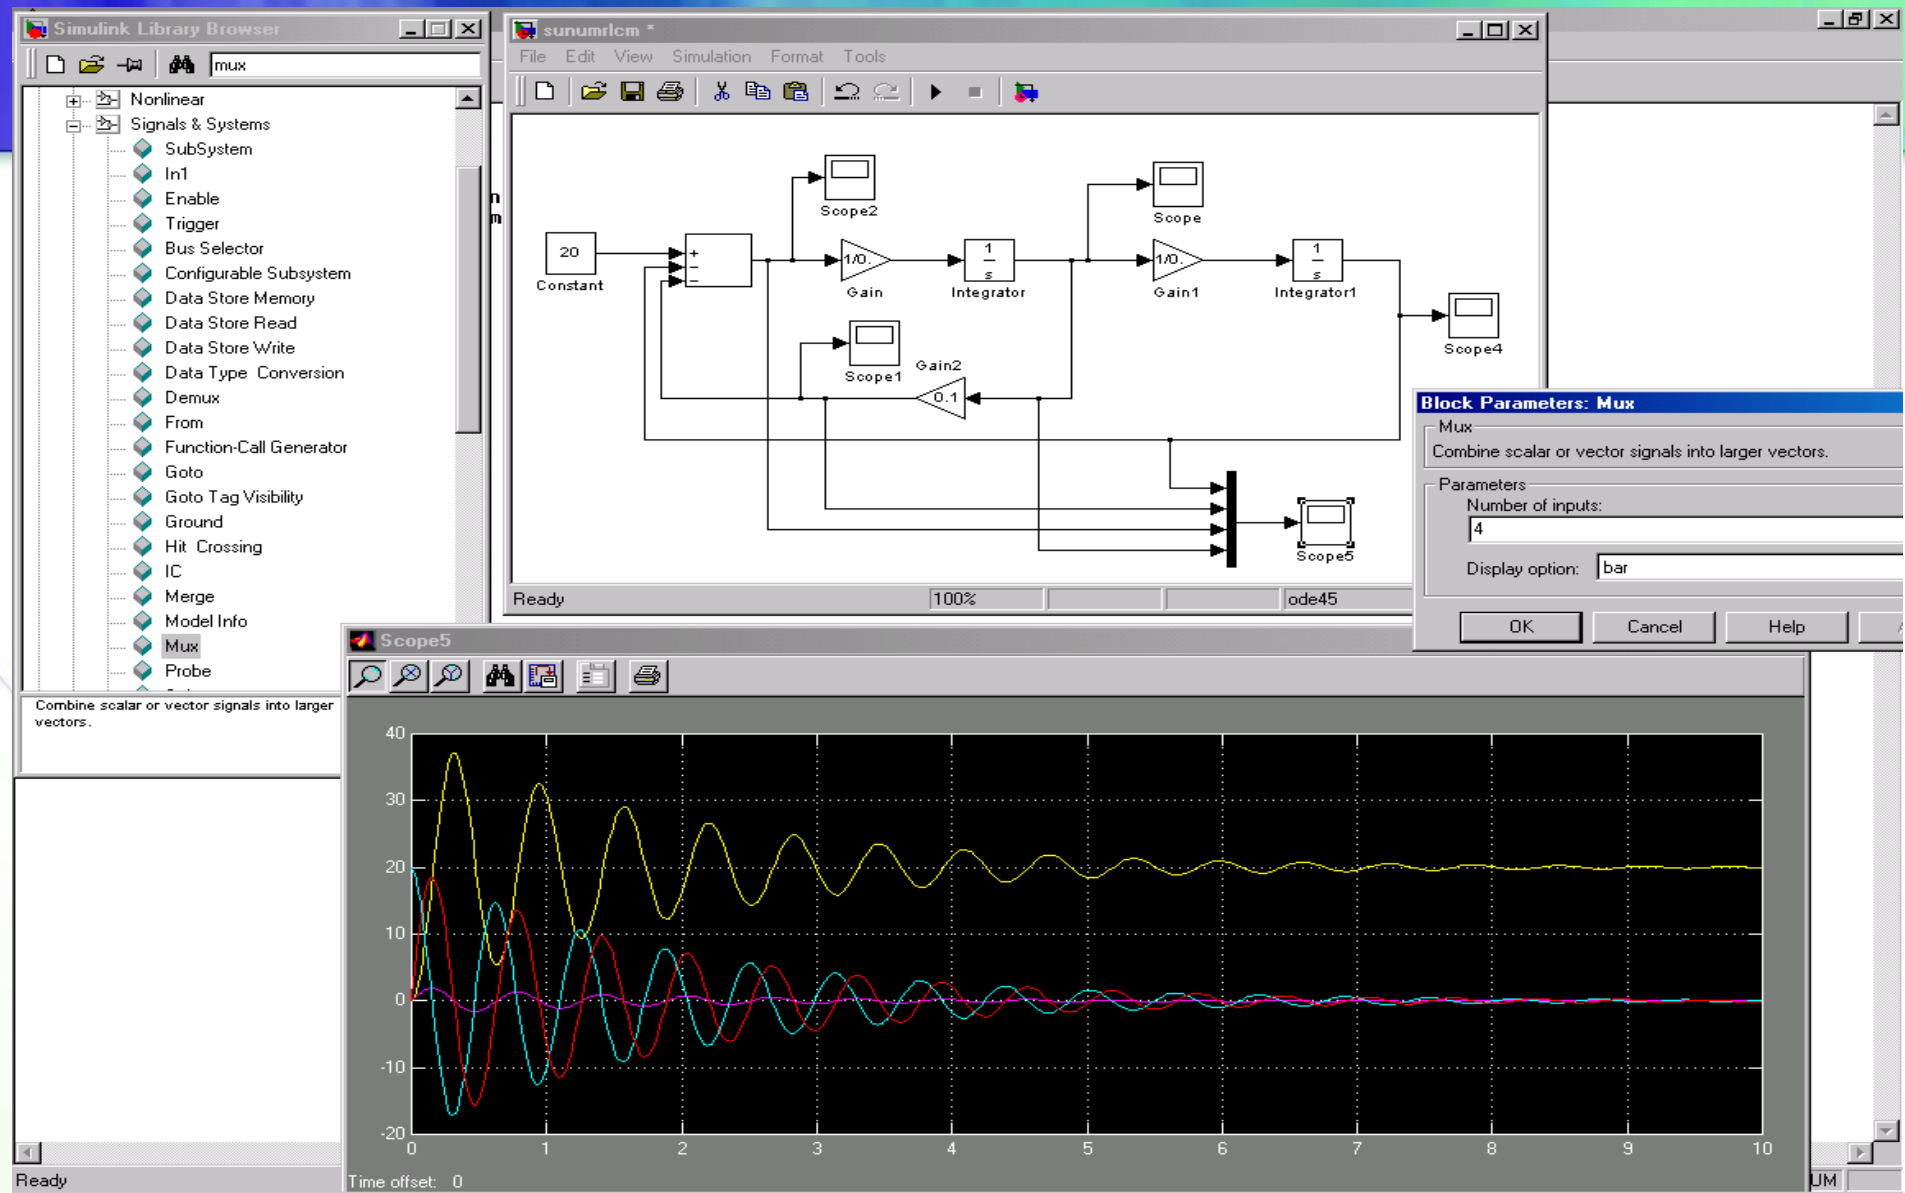 Simulink Library Browser
mux
Nonlinear
Signals & Systems
SubSystem
In1
Enable
Trigger
Bus Selector
Configurable Subsystem
Data Store Memory
Data Store Read
Data Store Write
Data Type Conversion
Demux
From
Function-Call Generator
Goto
Goto Tag Visibility
Ground
Hit Crossing
IC
Merge
Model Info
Mux
Probe
Combine scalar or vector signals into larger
vectors.
Ready
sunumrlcm *
File Edit View Simulation Format Tools
Scope2
Scope
20
Constant
+
−
−
1/0.
Gain
1
s
Integrator
1/0.
Gain1
1
s
Integrator1
Scope4
Scope1
Gain2
0.1
Scope5
Ready 100% ode45
Block Parameters: Mux
Mux
Combine scalar or vector signals into larger vectors.
Parameters
Number of inputs:
4
Display option: bar
OK Cancel Help
Scope5
40
30
20
10
0
-10
-20
0 1 2 3 4 5 6 7 8 9 10
Time offset: 0
UM